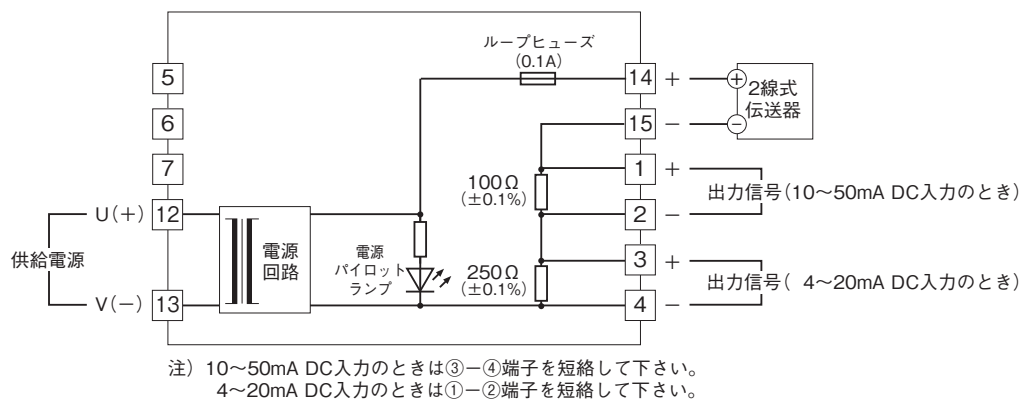 ループヒューズ
(0.1A)
5
6
7
U(+) 12
供給電源
V(−) 13
電源
回路
電源
パイロット
ランプ
100Ω
(±0.1%)
250Ω
(±0.1%)
14 +
15 −
1 +
2 −
3 +
4 −
+
−
2線式
伝送器
出力信号(10〜50mA DC入力のとき)
出力信号( 4〜20mA DC入力のとき)
注）10〜50mA DC入力のときは③−④端子を短絡して下さい。
4〜20mA DC入力のときは①−②端子を短絡して下さい。